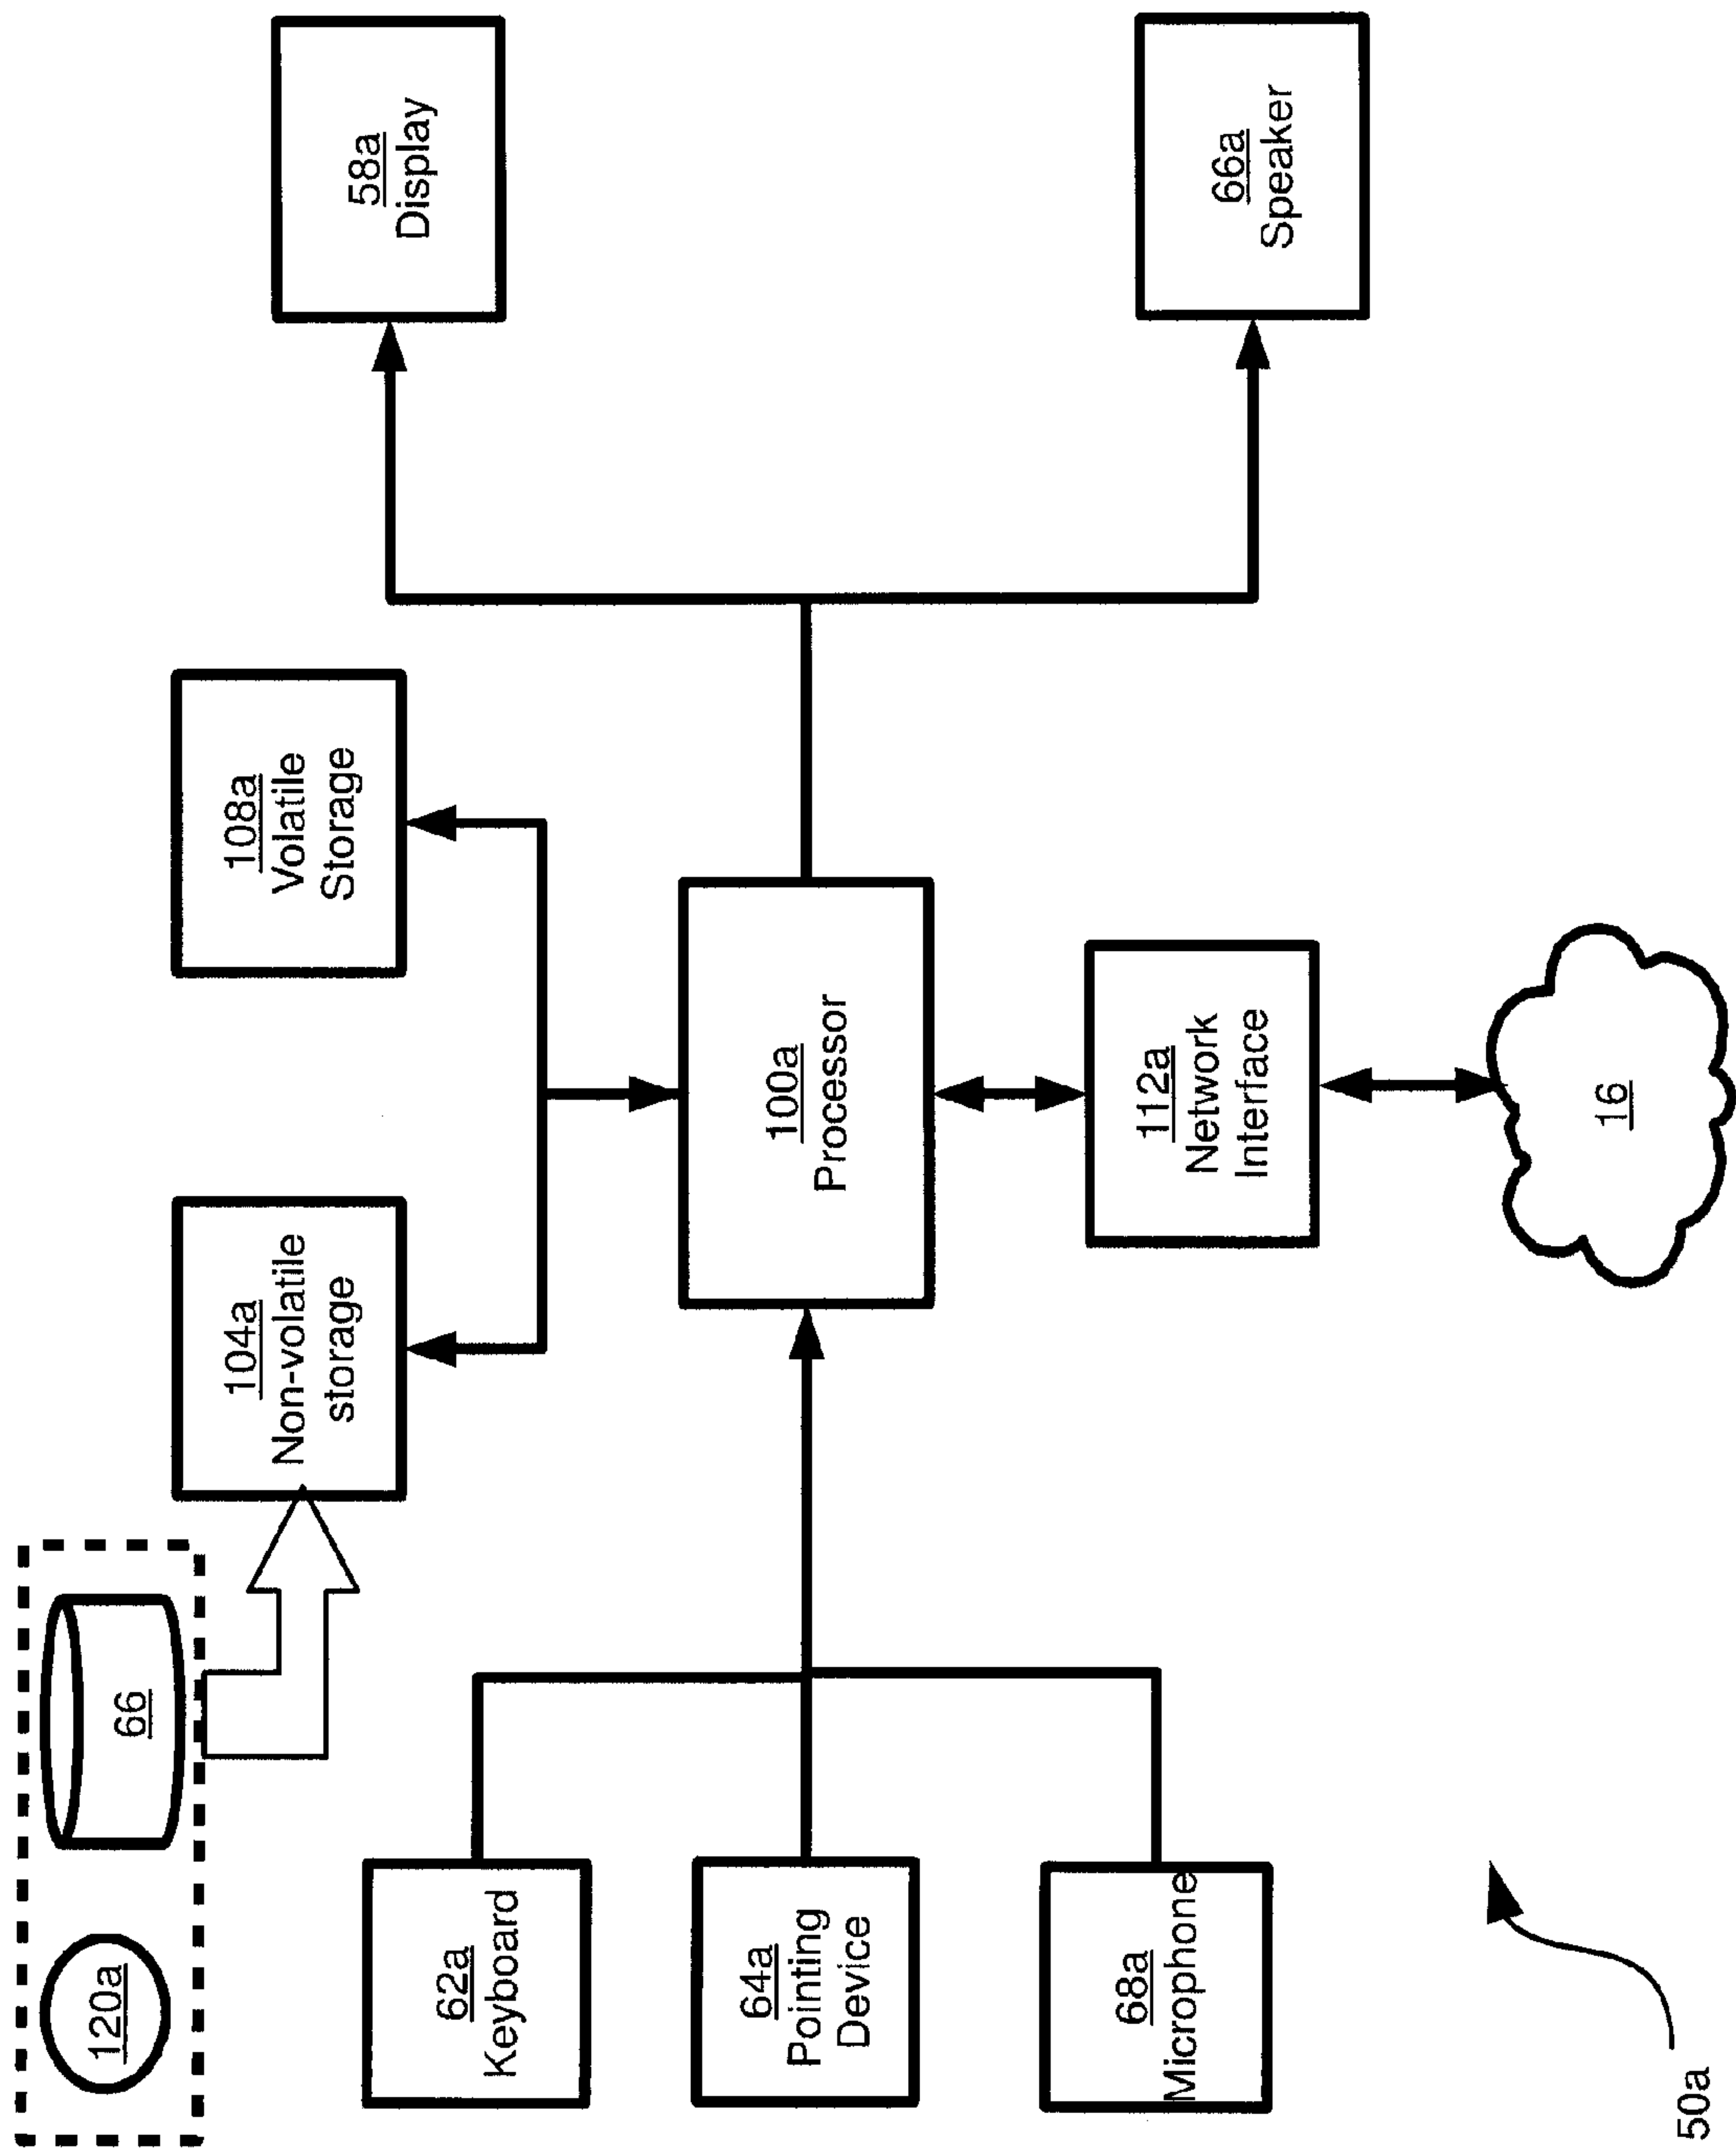 120a
66
104a
Non-volatile
storage
108a
Volatile
Storage
58a
Display
62a
Keyboard
64a
Pointing
Device
68a
Microphone
100a
Processor
112a
Network
Interface
16
66a
Speaker
50a